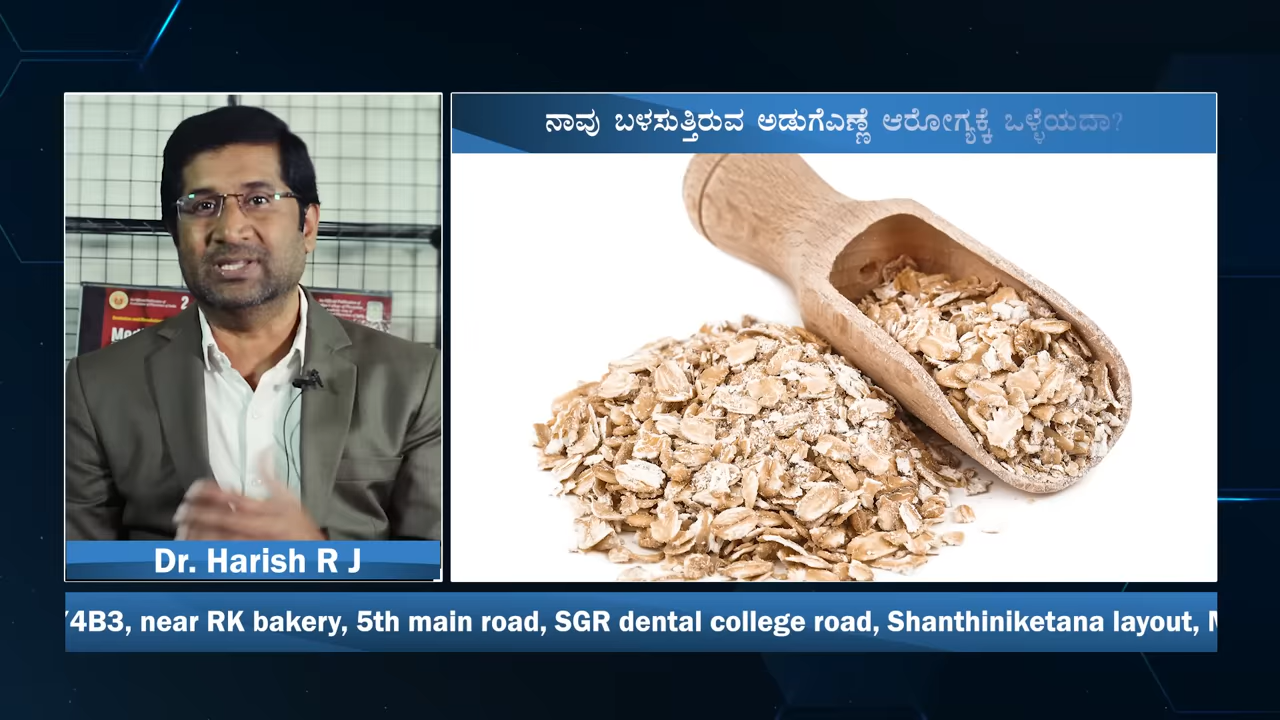 ನಾವು ಬಳಸುತ್ತಿರುವ ಅಡುಗೆಎಣ್ಣೆ ಆರೋಗ್ಯಕ್ಕೆ ಒಳ್ಳೆಯದಾ?
2
Dr. Harish R J
/4B3, near RK bakery, 5th main road, SGR dental college road, Shanthiniketana layout,